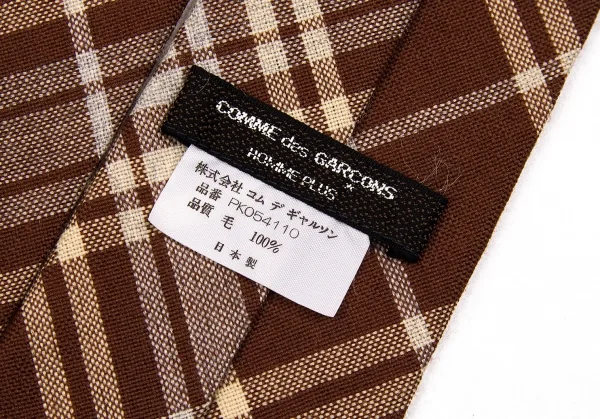 COMME des GARÇONS
HOMME PLUS
株式会社 コム デ ギャルソン
品番 PK054110
品質 毛 100%
日本製